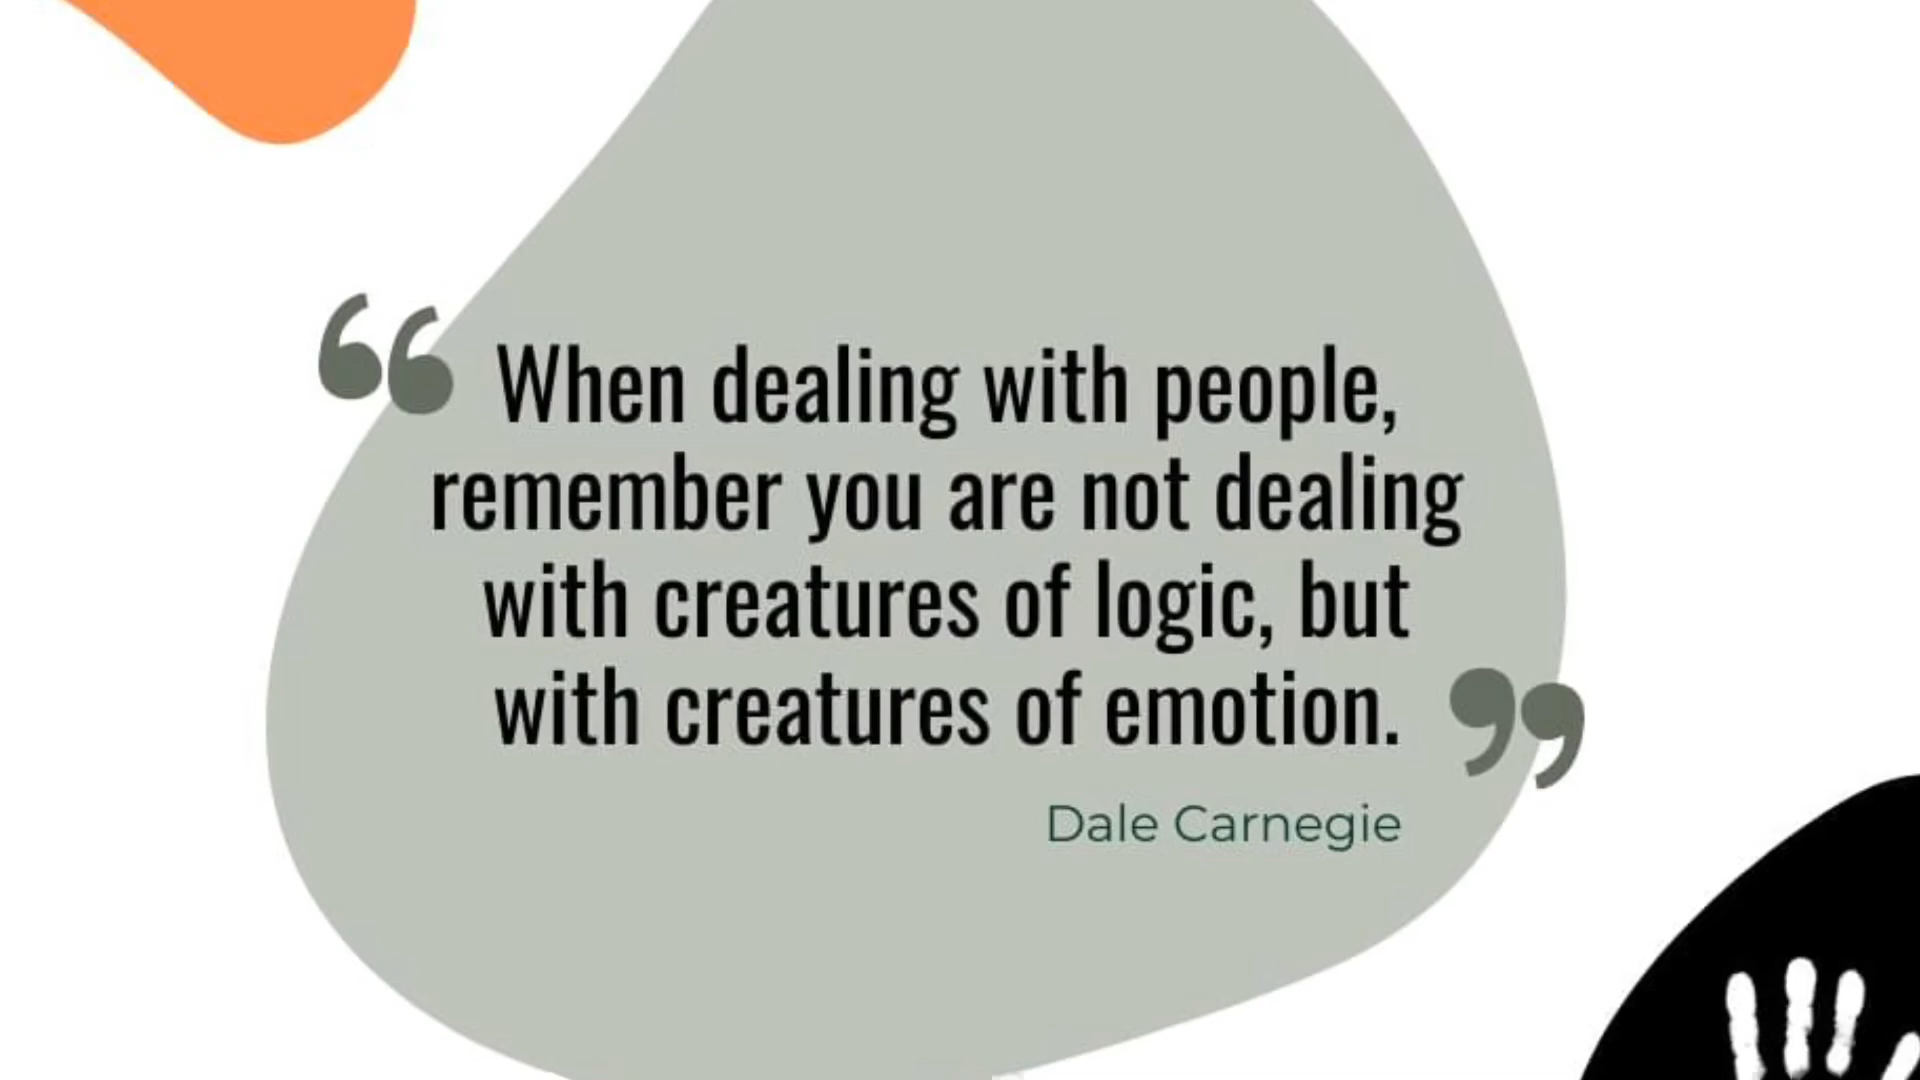 “ When dealing with people,
remember you are not dealing
with creatures of logic, but
with creatures of emotion. ”
Dale Carnegie